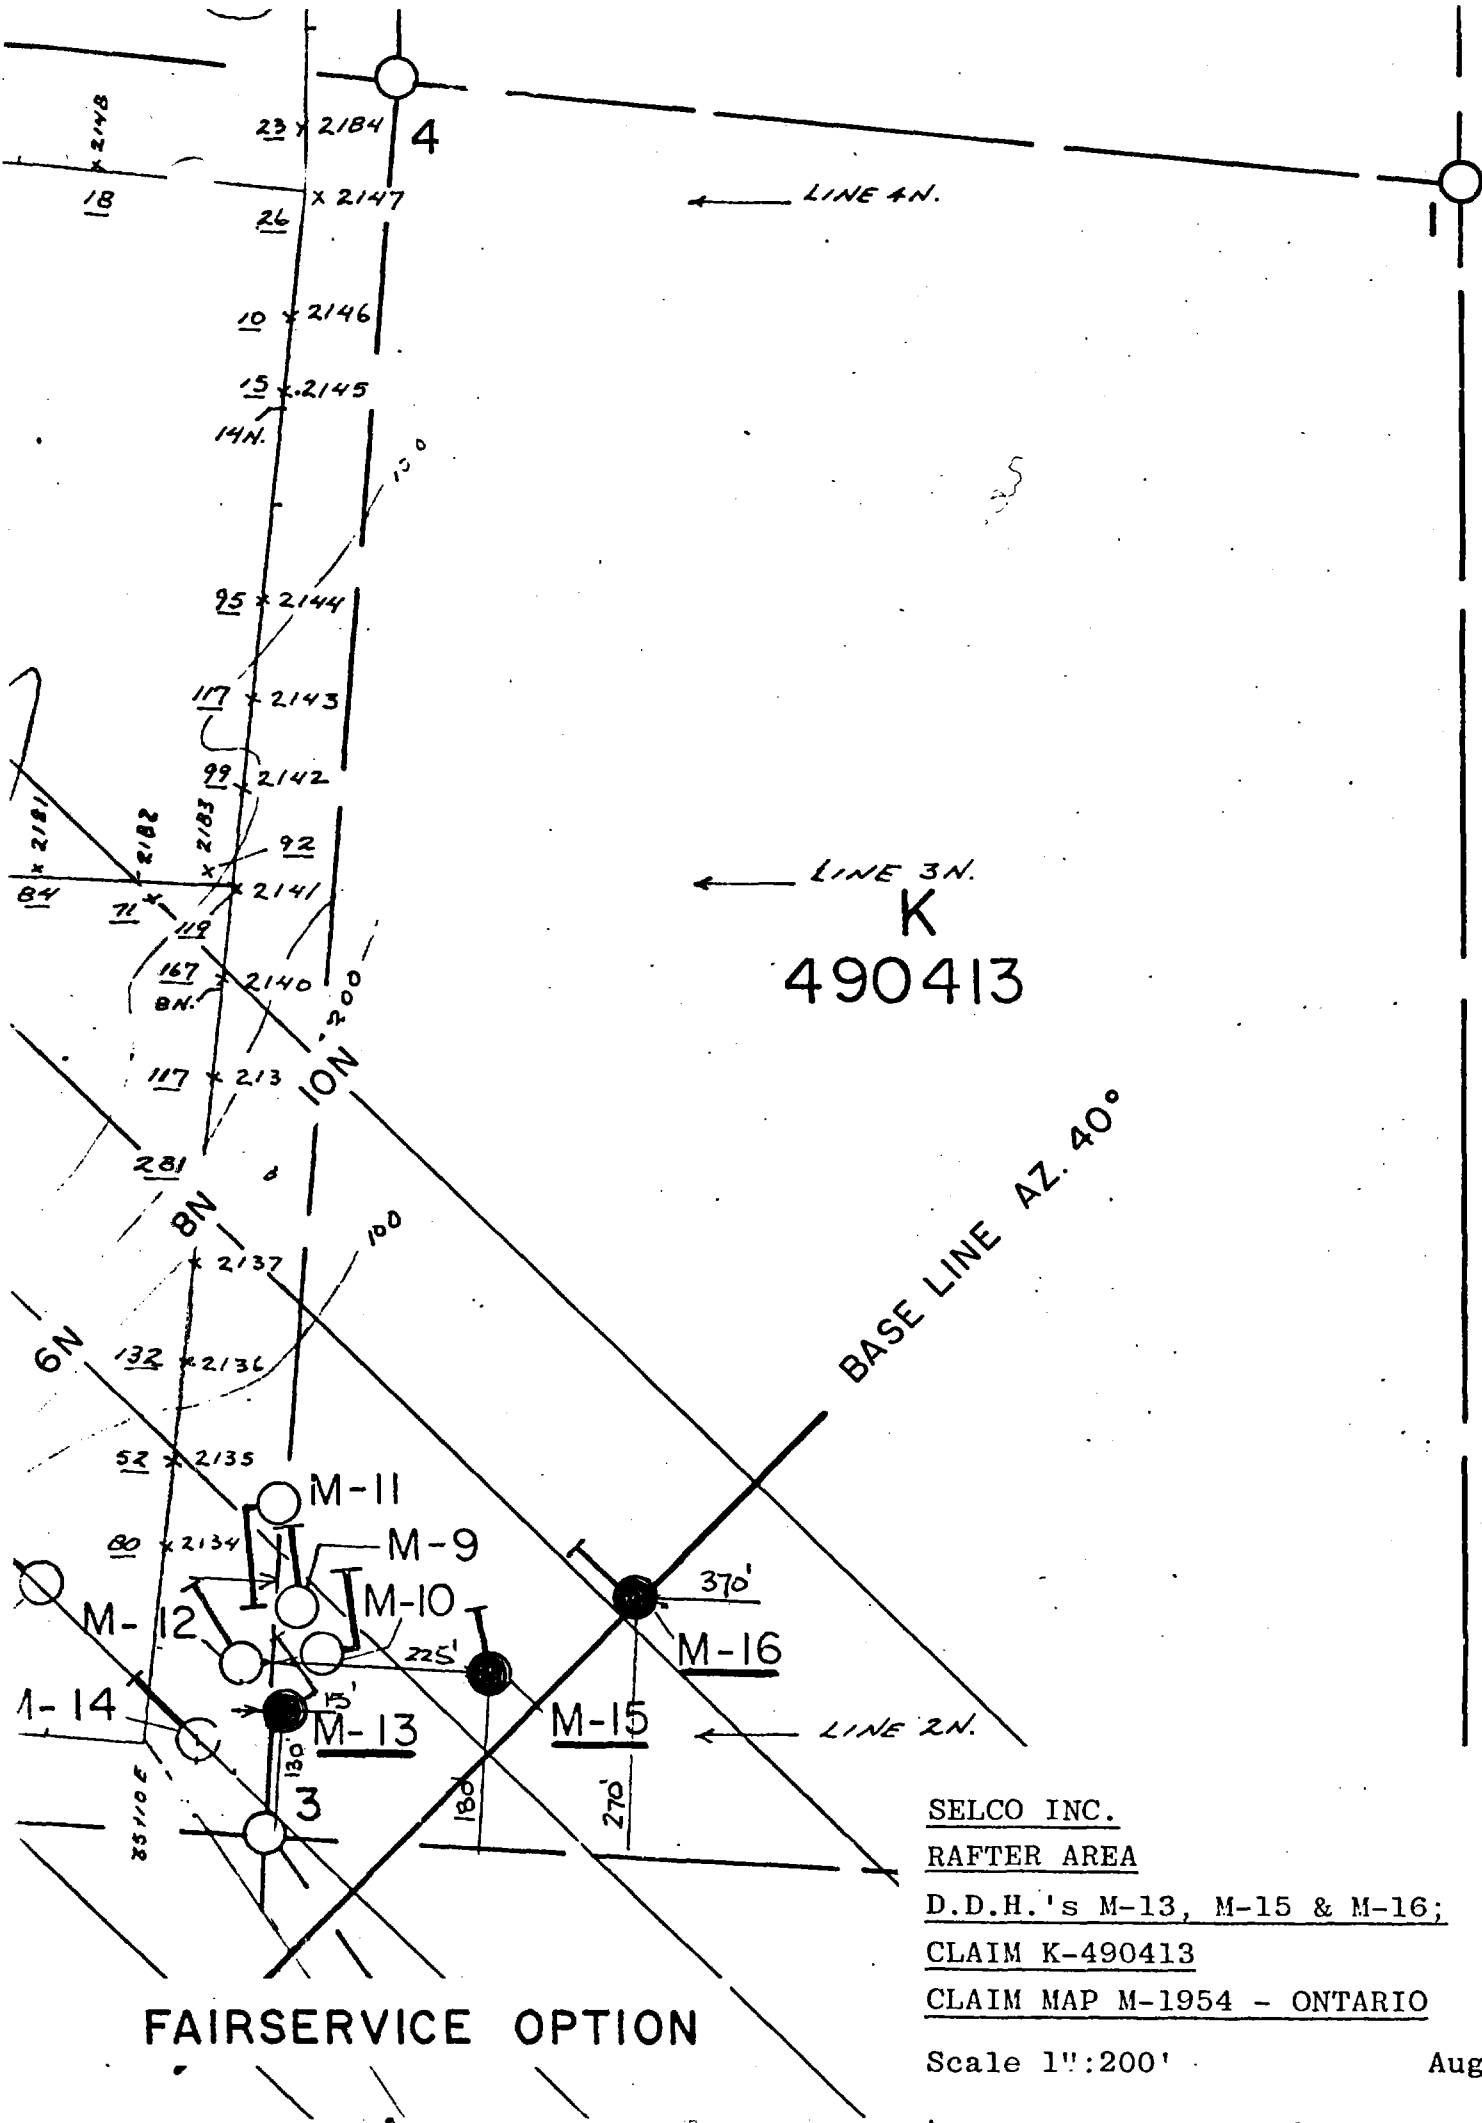 2148
23 x 2184
4
18
x 2147
26
LINE 4N.
1
10 x 2146
15 x 2145
14N.
150
95 x 2144
117 x 2143
99 x 2142
2181
2182
2183
92
84
71
x 2141
119
LINE 3N.
K
490413
167
2140
8N.
200
10N
117 x 213
281
8N
100
BASE LINE AZ. 40°
x 2137
6N
132 x 2136
52 x 2135
M-11
80 x 2134
M-9
M-10
M-12
370'
225'
M-16
M-14
15'
M-13
M-15
LINE 2N.
130'
3
180'
270'
SELCO INC.
RAFTER AREA
D.D.H.'s M-13, M-15 & M-16;
CLAIM K-490413
CLAIM MAP M-1954 - ONTARIO
FAIRSERVICE OPTION
Scale 1":200'
Aug